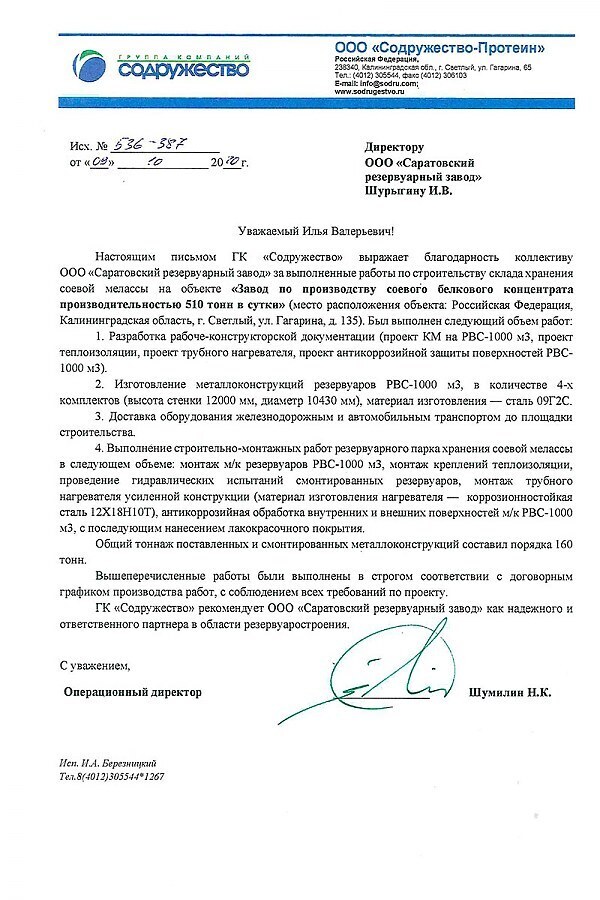 ГРУППА КОМПАНИЙ
СОДРУЖЕСТВО
ООО «Содружество-Протеин»
Российская Федерация,
238340, Калининградская обл., г. Светлый, ул. Гагарина, 65
Тел.: (4012) 305544, факс (4012) 306103
E-mail: info@sodru.com;
www.sodrugestvo.ru
Исх. № 536-387
от «09» 10 2020г.
Директору
ООО «Саратовский
резервуарный завод»
Шурыгину И.В.
Уважаемый Илья Валерьевич!
Настоящим письмом ГК «Содружество» выражает благодарность коллективу
ООО «Саратовский резервуарный завод» за выполненные работы по строительству склада хранения
соевой мелассы на объекте «Завод по производству соевого белкового концентрата
производительностью 510 тонн в сутки» (место расположения объекта: Российская Федерация,
Калининградская область, г. Светлый, ул. Гагарина, д. 135). Был выполнен следующий объем работ:
1. Разработка рабоче-конструкторской документации (проект КМ на РВС-1000 м3, проект
теплоизоляции, проект трубного нагревателя, проект антикоррозийной защиты поверхностей РВС-
1000 м3).
2. Изготовление металлоконструкций резервуаров РВС-1000 м3, в количестве 4-х
комплектов (высота стенки 12000 мм, диаметр 10430 мм), материал изготовления — сталь 09Г2С.
3. Доставка оборудования железнодорожным и автомобильным транспортом до площадки
строительства.
4. Выполнение строительно-монтажных работ резервуарного парка хранения соевой мелассы
в следующем объеме: монтаж м/к резервуаров РВС-1000 м3, монтаж креплений теплоизоляции,
проведение гидравлических испытаний смонтированных резервуаров, монтаж трубного
нагревателя усиленной конструкции (материал изготовления нагревателя — коррозионностойкая
сталь 12Х18Н10Т), антикоррозийная обработка внутренних и внешних поверхностей м/к РВС-1000
м3, с последующим нанесением лакокрасочного покрытия.
Общий тоннаж поставленных и смонтированных металлоконструкций составил порядка 160
тонн.
Вышеперечисленные работы были выполнены в строгом соответствии с договорным
графиком производства работ, с соблюдением всех требований по проекту.
ГК «Содружество» рекомендует ООО «Саратовский резервуарный завод» как надежного и
ответственного партнера в области резервуаростроения.
С уважением,
Операционный директор
Шумилин Н.К.
Исп. И.А. Березницкий
Тел.8(4012)305544*1267